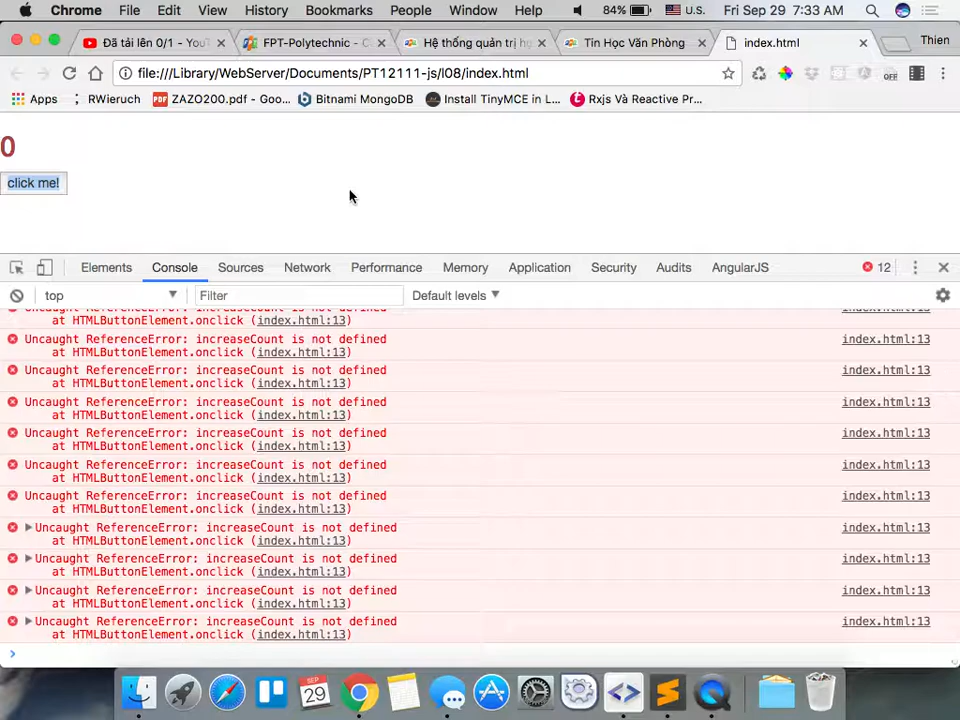 Chrome File Edit View History Bookmarks People Window Help 84% U.S. Fri Sep 29 7:33 AM
Đã tải lên 0/1 - YouT FPT-Polytechnic - C Hệ thống quản trị họ Tin Học Văn Phòng index.html Thien
file:///Library/WebServer/Documents/PT12111-js/l08/index.html OFF
Apps RWieruch PDF ZAZO200.pdf - Goo... Bitnami MongoDB Install TinyMCE in L... Rxjs Và Reactive Pr...
0
click me!
Elements Console Sources Network Performance Memory Application Security Audits AngularJS 12
top Filter Default levels
Uncaught ReferenceError: increaseCount is not defined index.html:13
at HTMLButtonElement.onclick (index.html:13)
Uncaught ReferenceError: increaseCount is not defined index.html:13
at HTMLButtonElement.onclick (index.html:13)
Uncaught ReferenceError: increaseCount is not defined index.html:13
at HTMLButtonElement.onclick (index.html:13)
Uncaught ReferenceError: increaseCount is not defined index.html:13
at HTMLButtonElement.onclick (index.html:13)
Uncaught ReferenceError: increaseCount is not defined index.html:13
at HTMLButtonElement.onclick (index.html:13)
Uncaught ReferenceError: increaseCount is not defined index.html:13
at HTMLButtonElement.onclick (index.html:13)
Uncaught ReferenceError: increaseCount is not defined index.html:13
at HTMLButtonElement.onclick (index.html:13)
Uncaught ReferenceError: increaseCount is not defined index.html:13
at HTMLButtonElement.onclick (index.html:13)
Uncaught ReferenceError: increaseCount is not defined index.html:13
at HTMLButtonElement.onclick (index.html:13)
Uncaught ReferenceError: increaseCount is not defined index.html:13
at HTMLButtonElement.onclick (index.html:13)
Uncaught ReferenceError: increaseCount is not defined index.html:13
at HTMLButtonElement.onclick (index.html:13)
SEP
29